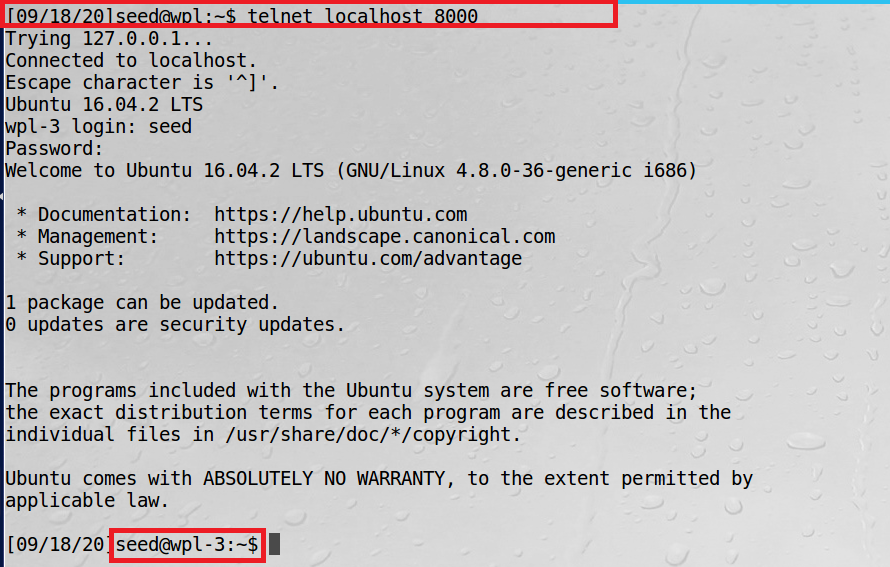 [09/18/20]seed@wpl:~$ telnet localhost 8000
Trying 127.0.0.1...
Connected to localhost.
Escape character is '^]'.
Ubuntu 16.04.2 LTS
wpl-3 login: seed
Password:
Welcome to Ubuntu 16.04.2 LTS (GNU/Linux 4.8.0-36-generic i686)
* Documentation:  https://help.ubuntu.com
* Management:     https://landscape.canonical.com
* Support:        https://ubuntu.com/advantage
1 package can be updated.
0 updates are security updates.
The programs included with the Ubuntu system are free software;
the exact distribution terms for each program are described in the
individual files in /usr/share/doc/*/copyright.
Ubuntu comes with ABSOLUTELY NO WARRANTY, to the extent permitted by
applicable law.
[09/18/20]seed@wpl-3:~$